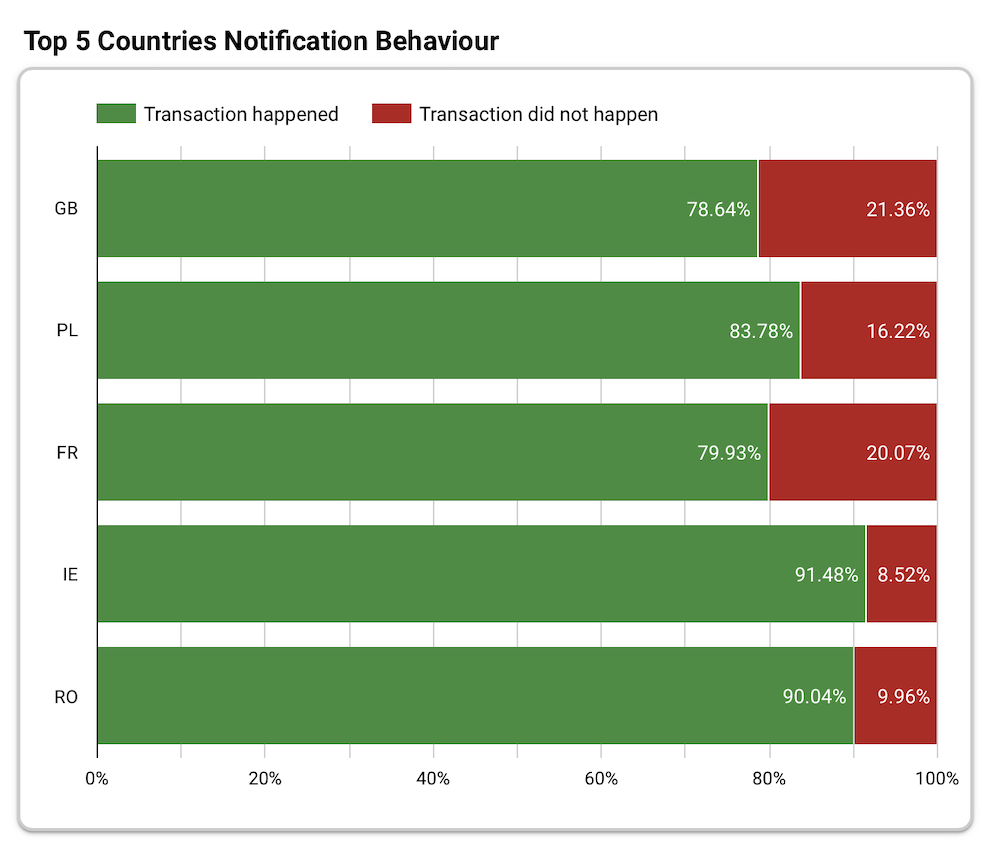 Top 5 Countries Notification Behaviour
Transaction happened Transaction did not happen
GB 78.64% 21.36%
PL 83.78% 16.22%
FR 79.93% 20.07%
IE 91.48% 8.52%
RO 90.04% 9.96%
0% 20% 40% 60% 80% 100%